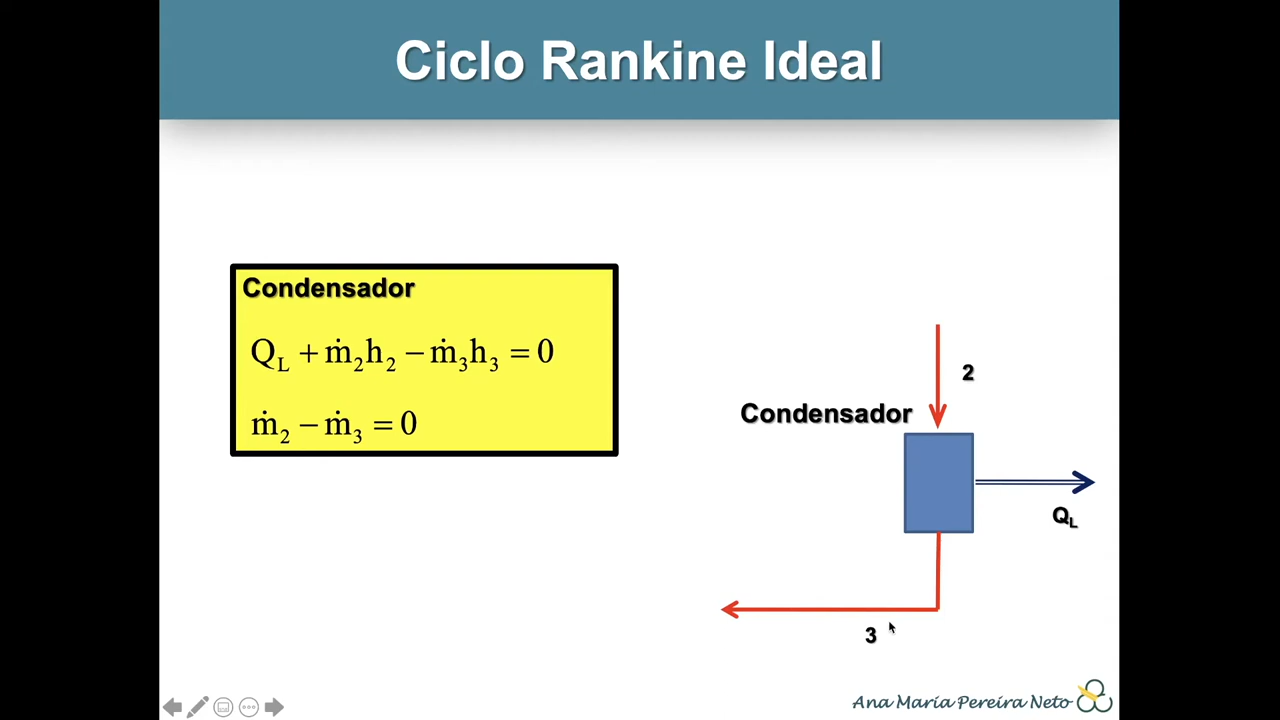 Ciclo Rankine Ideal
Condensador
Q_L + ṁ₂h₂ − ṁ₃h₃ = 0
ṁ₂ − ṁ₃ = 0
2
Condensador
Q_L
3
Ana Maria Pereira Neto